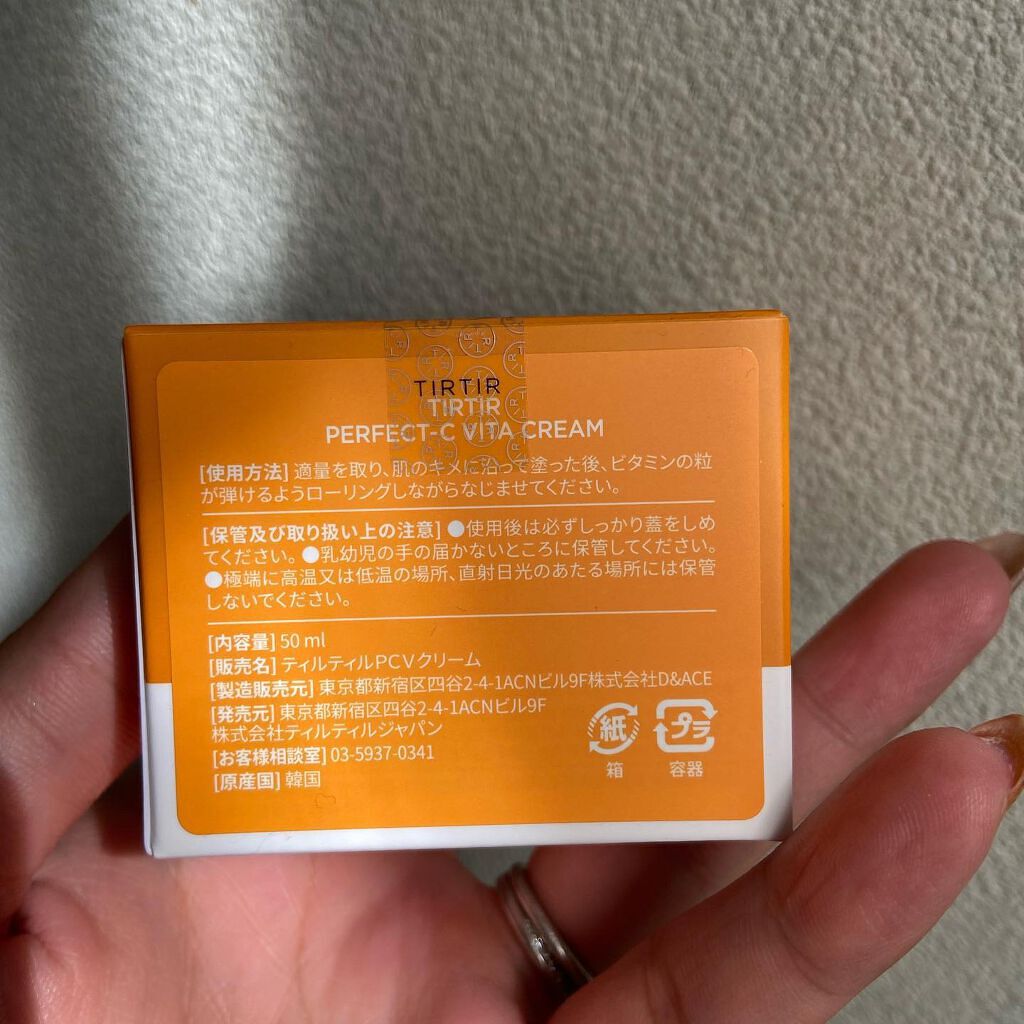 TIRTIR
TIRTIR
PERFECT-C VITA CREAM
[使用方法] 適量を取り、肌のキメに沿って塗った後、ビタミンの粒
が弾けるようローリングしながらなじませてください。
[保管及び取り扱い上の注意] ●使用後は必ずしっかり蓋をしめ
てください。●乳幼児の手の届かないところに保管してください。
●極端に高温又は低温の場所、直射日光のあたる場所には保管
しないでください。
[内容量] 50 ml
[販売名] ティルティルPCVクリーム
[製造販売元] 東京都新宿区四谷2-4-1ACNビル9F株式会社D&ACE
[発売元] 東京都新宿区四谷2-4-1ACNビル9F
株式会社ティルティルジャパン
[お客様相談室] 03-5937-0341
[原産国] 韓国
紙 プラ
箱 容器